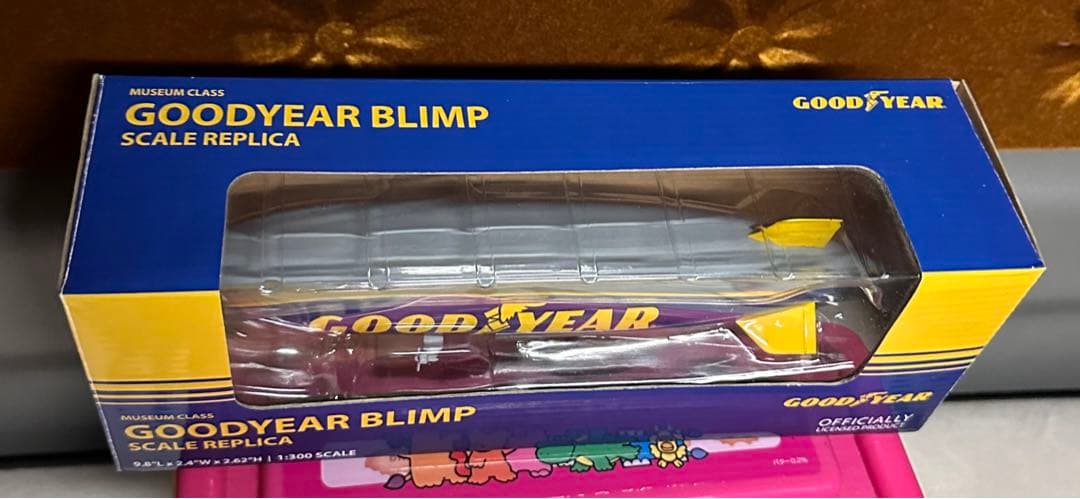 MUSEUM CLASS
GOODYEAR BLIMP
SCALE REPLICA
GOODYEAR
GOODYEAR
MUSEUM CLASS
GOODYEAR BLIMP
SCALE REPLICA
9.8"L x 2.4"W x 2.62"H | 1:300 SCALE
GOODYEAR
OFFICIALLY
LICENSED PRODUCT